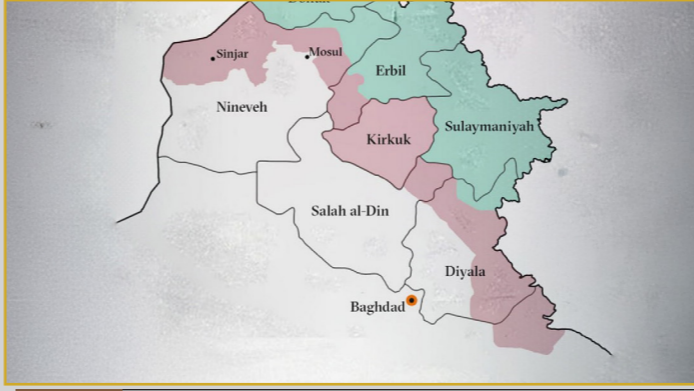 Sinjar
Mosul
Erbil
Nineveh
Sulaymaniyah
Kirkuk
Salah al-Din
Diyala
Baghdad